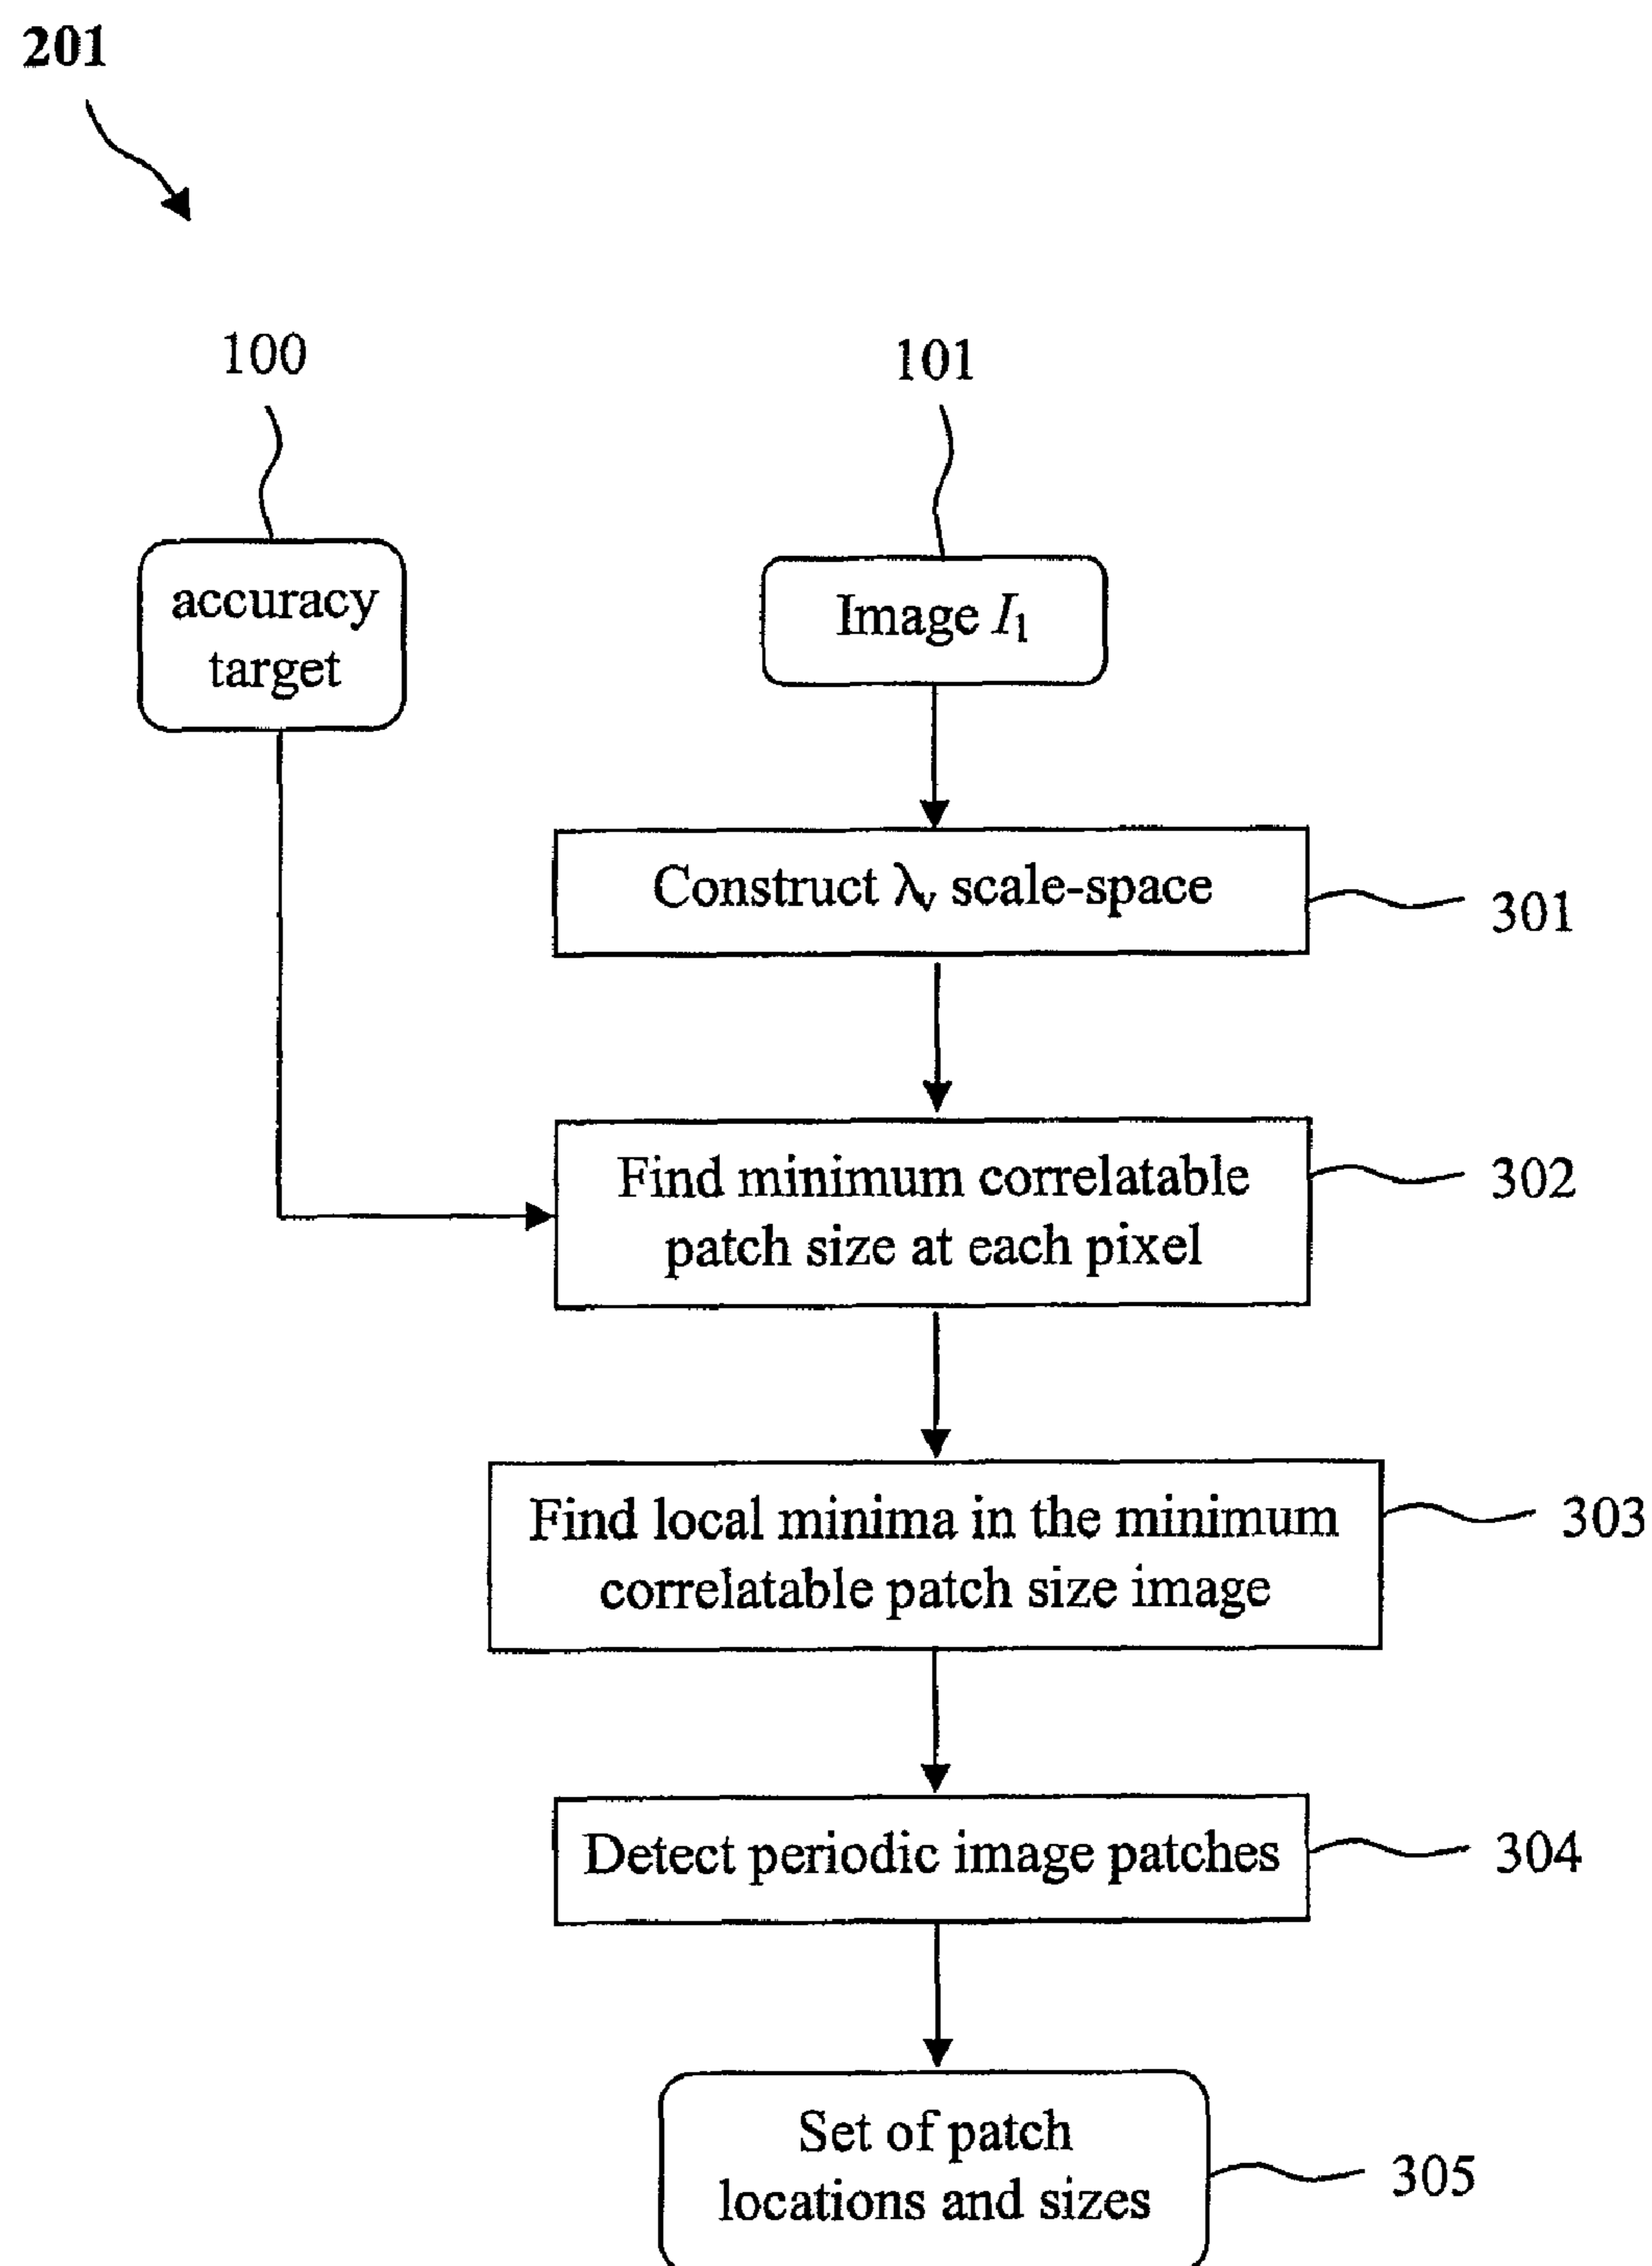 201
100
101
accuracy
target
Image I₁
Construct λᵥ scale-space
301
Find minimum correlatable
patch size at each pixel
302
Find local minima in the minimum
correlatable patch size image
303
Detect periodic image patches
304
Set of patch
locations and sizes
305